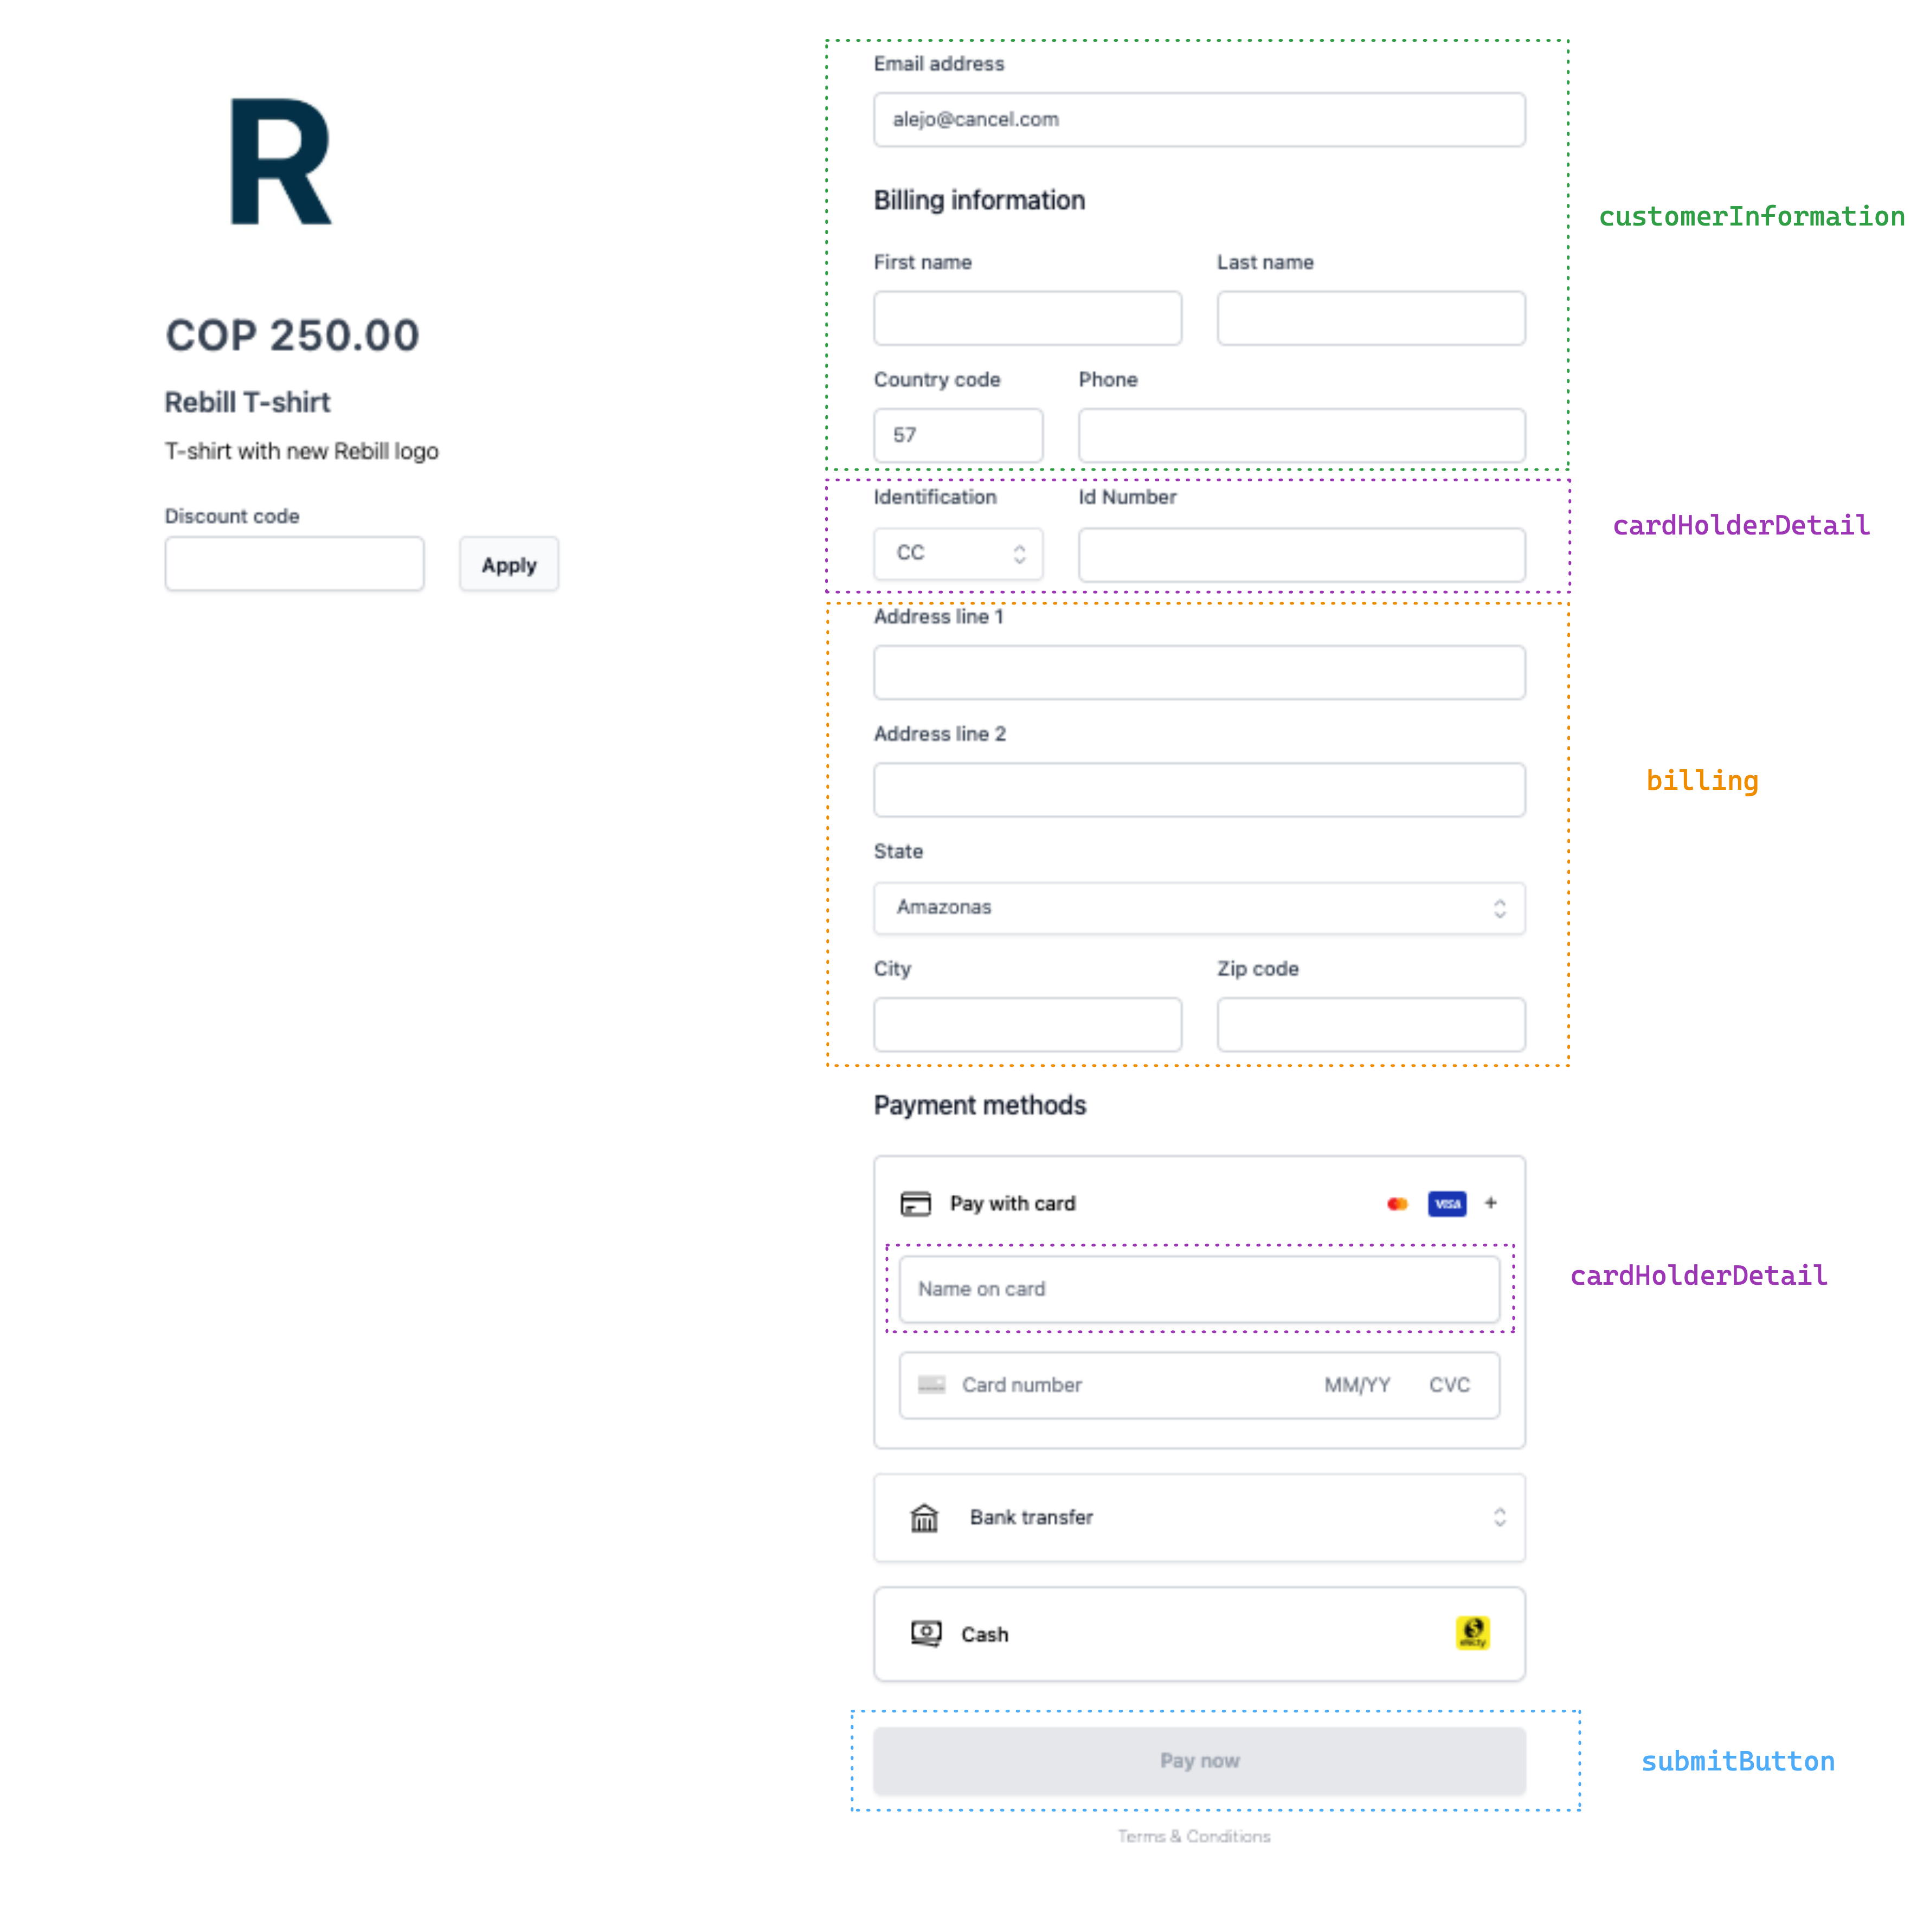 R
COP 250.00
Rebill T-shirt
T-shirt with new Rebill logo
Discount code
Apply
Email address
alejo@cancel.com
Billing information
First name Last name
Country code Phone
57
customerInformation
Identification Id Number
CC
cardHolderDetail
Address line 1
Address line 2
billing
State
Amazonas
City Zip code
Payment methods
Pay with card VISA +
Name on card
cardHolderDetail
Card number MM/YY CVC
Bank transfer
Cash
Pay now
submitButton
Terms & Conditions